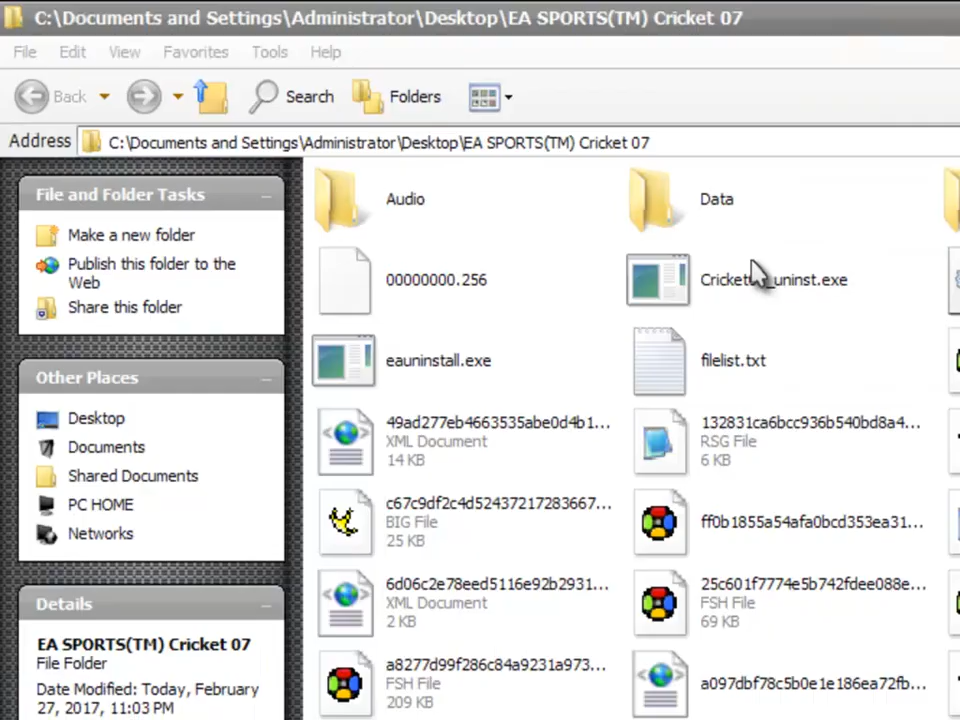 C:\Documents and Settings\Administrator\Desktop\EA SPORTS(TM) Cricket 07
File Edit View Favorites Tools Help
Back Search Folders
Address C:\Documents and Settings\Administrator\Desktop\EA SPORTS(TM) Cricket 07
File and Folder Tasks
Make a new folder
Publish this folder to the
Web
Share this folder
Other Places
Desktop
Documents
Shared Documents
PC HOME
Networks
Details
EA SPORTS(TM) Cricket 07
File Folder
Date Modified: Today, February
27, 2017, 11:03 PM
Audio
Data
00000000.256
eauninstall.exe
filelist.txt
49ad277eb4663535abe0d4b1...
XML Document
14 KB
132831ca6bcc936b540bd8a4...
RSG File
6 KB
c67c9df2c4d52437217283667...
BIG File
25 KB
ff0b1855a54afa0bcd353ea31...
6d06c2e78eed5116e92b2931...
XML Document
2 KB
25c601f7774e5b742fdee088e...
FSH File
69 KB
a8277d99f286c84a9231a973...
FSH File
209 KB
a097dbf78c5b0e1e186ea72fb...